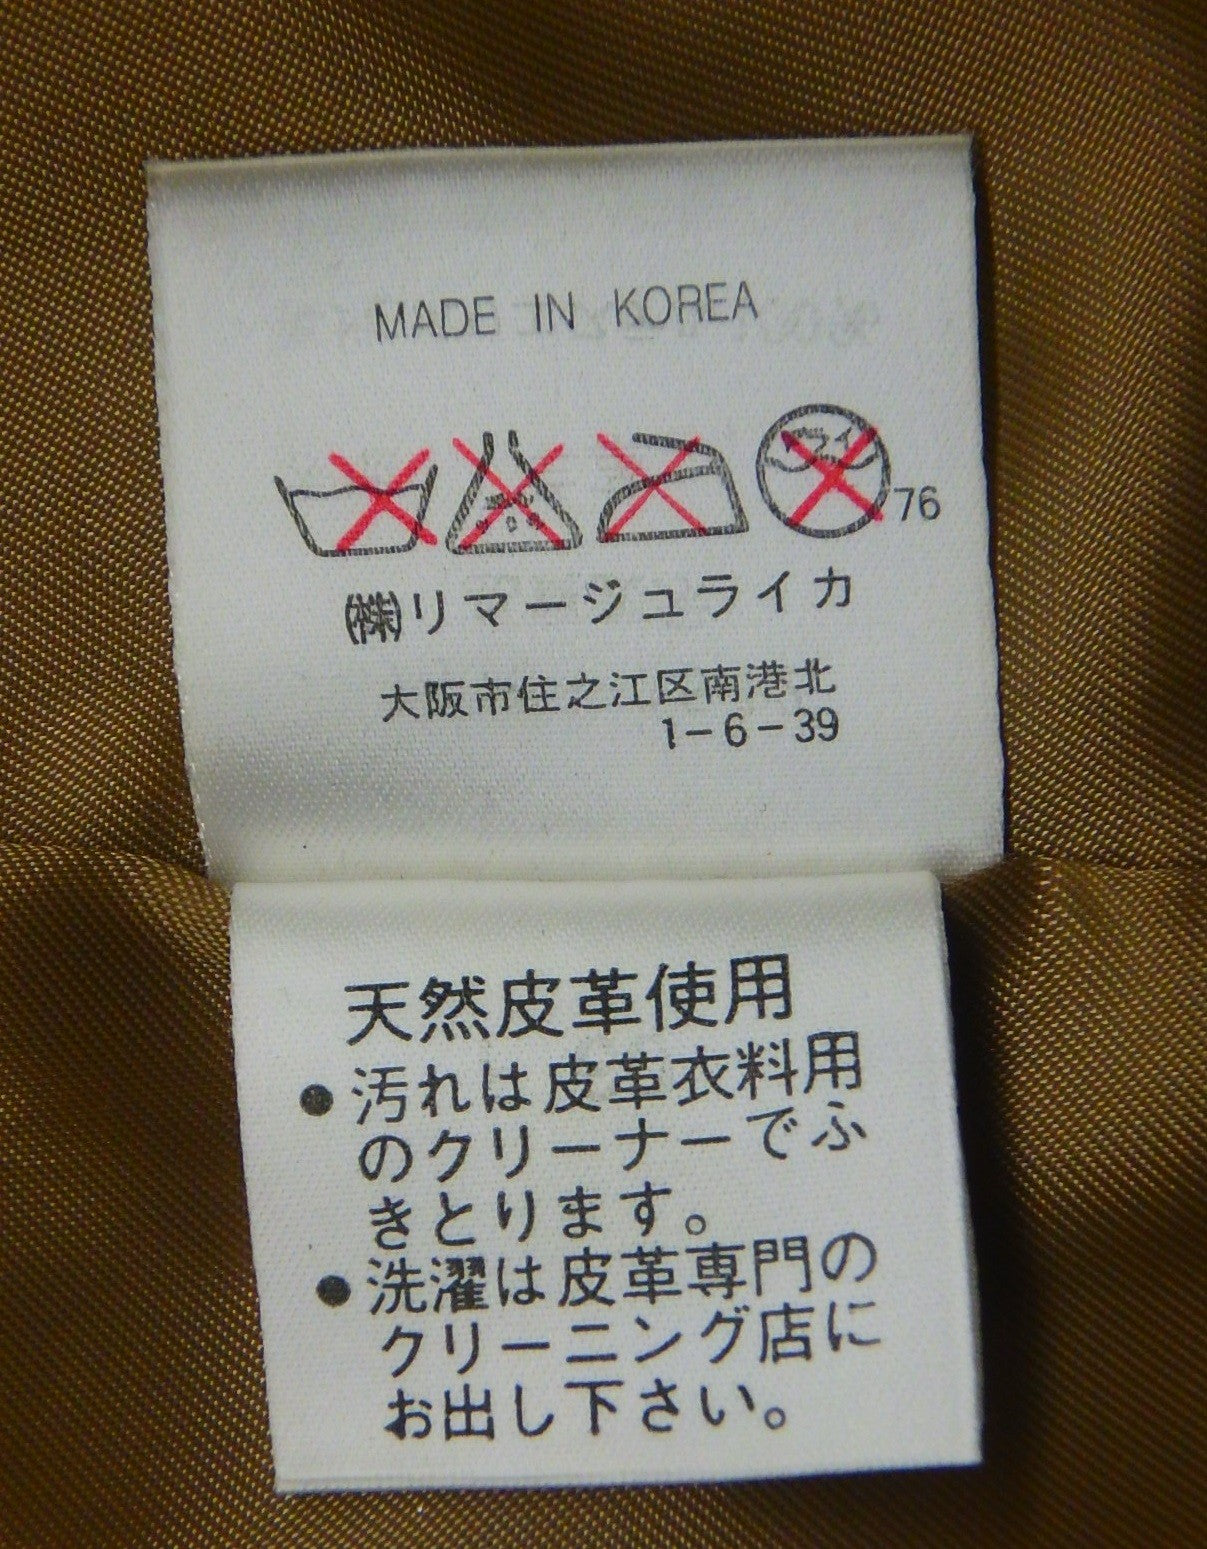 MADE IN KOREA
ドライ
76
㈱リマージュライカ
大阪市住之江区南港北
1-6-39
天然皮革使用
●汚れは皮革衣料用
のクリーナーでふ
きとります。
●洗濯は皮革専門の
クリーニング店に
お出し下さい。